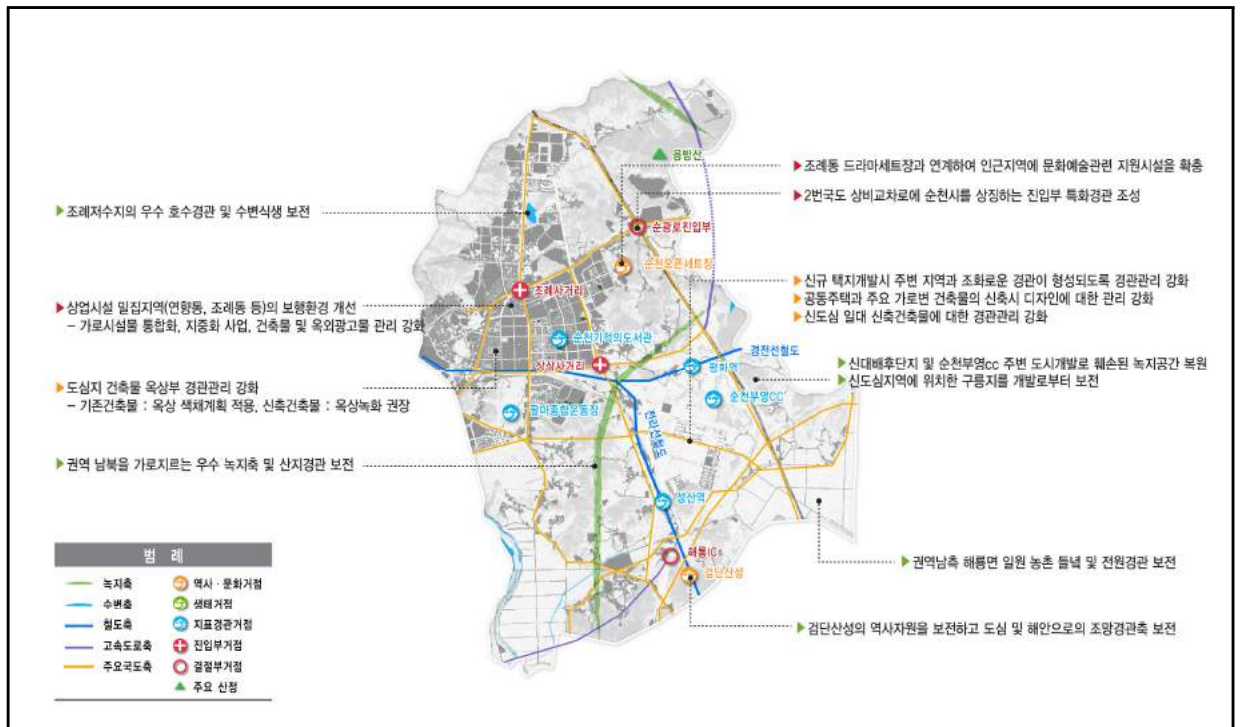 용방산
▶조례동 드라마세트장과 연계하여 인근지역에 문화예술관련 지원시설을 확충
▶2번국도 상비교차로에 순천시를 상징하는 진입부 특화경관 조성
▶조례저수지의 우수 호수경관 및 수변식생 보전
순광로진입부
순천오픈세트장
▶신규 택지개발시 주변 지역과 조화로운 경관이 형성되도록 경관관리 강화
▶공동주택과 주요 가로변 건축물의 신축시 디자인에 대한 관리 강화
▶신도심 일대 신축건축물에 대한 경관관리 강화
조례사거리
▶상업시설 밀집지역(연향동, 조례동 등)의 보행환경 개선
– 가로시설물 통합화, 지중화 사업, 건축물 및 옥외광고물 관리 강화
순천기적의도서관
경전선철도
상삼사거리
평화역
▶신대배후단지 및 순천부영cc 주변 도시개발로 훼손된 녹지공간 복원
▶신도심지역에 위치한 구릉지를 개발로부터 보전
▶도심지 건축물 옥상부 경관관리 강화
– 기존건축물 : 옥상 색채계획 적용, 신축건축물 : 옥상녹화 권장
순천부영CC
팔마종합운동장
전라선철도
▶권역 남북을 가로지르는 우수 녹지축 및 산지경관 보전
성산역
해룡IC
▶권역남측 해룡면 일원 농촌 들녘 및 전원경관 보전
검단산성
▶검단산성의 역사자원을 보전하고 도심 및 해안으로의 조망경관축 보전
범 례
녹지축
역사 · 문화거점
수변축
생태거점
철도축
지표경관거점
고속도로축
진입부거점
주요국도축
결절부거점
주요 산정